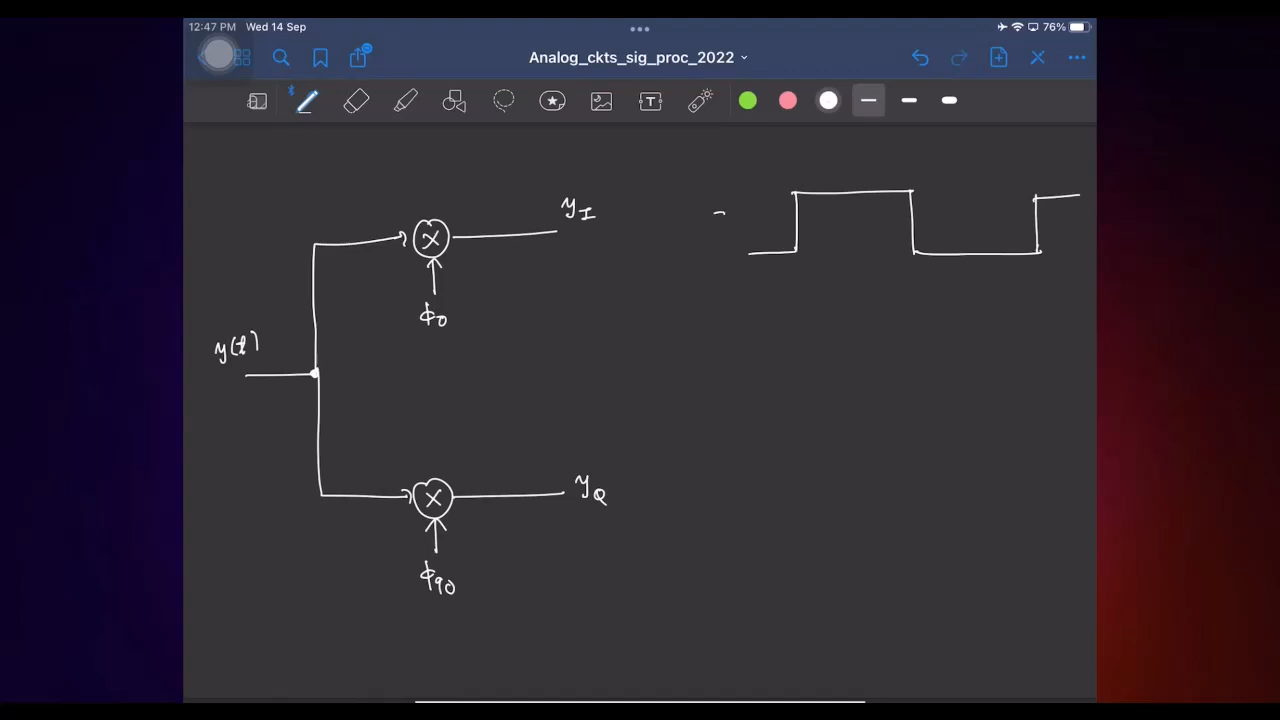 12:47 PM Wed 14 Sep
76%
Analog_ckts_sig_proc_2022
T
y_I
X
ϕ_0
y(t)
y_Q
X
ϕ_90